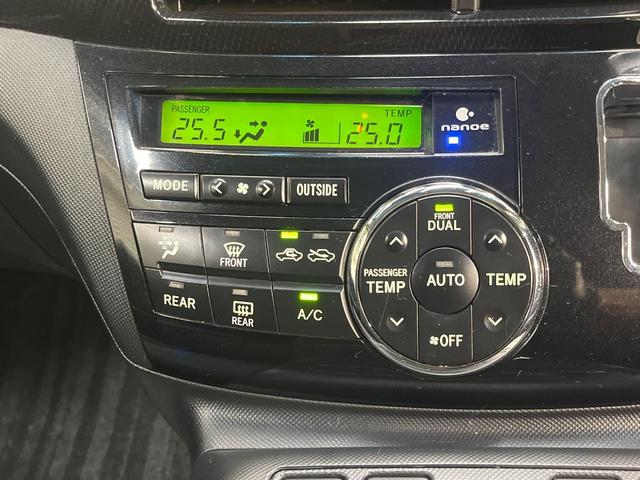 PASSENGER TEMP
25.5 25.0
nanoe
MODE
OUTSIDE
FRONT
DUAL
FRONT
PASSENGER
TEMP
AUTO
TEMP
REAR
REAR
A/C
OFF